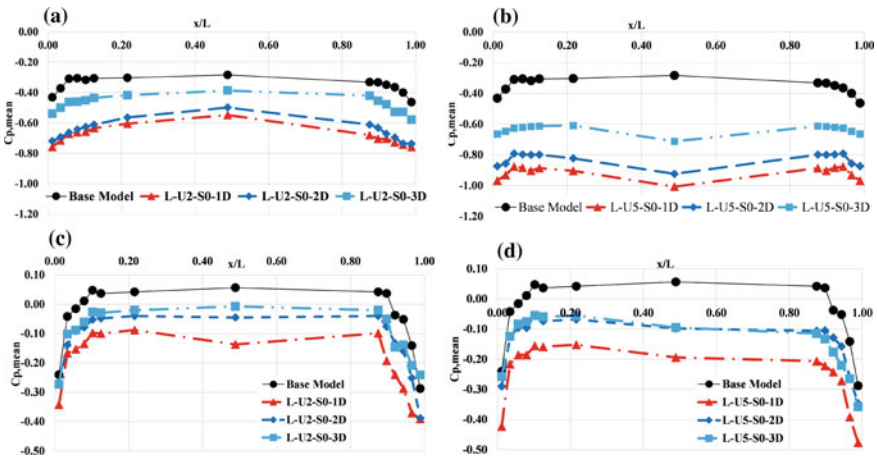 (a)
x/L
0.00 0.20 0.40 0.60 0.80 1.00
0.00
-0.20
-0.40
-0.60
-0.80
-1.00
-1.20
Cp,mean
Base Model L-U2-S0-1D L-U2-S0-2D L-U2-S0-3D
(b)
x/L
0.00 0.20 0.40 0.60 0.80 1.00
0.00
-0.20
-0.40
-0.60
-0.80
-1.00
-1.20
Base Model L-U5-S0-1D L-U5-S0-2D L-U5-S0-3D
(c)
x/L
0.00 0.20 0.40 0.60 0.80 1.00
0.10
0.00
-0.10
-0.20
-0.30
-0.40
-0.50
Cp,mean
Base Model
L-U2-S0-1D
L-U2-S0-2D
L-U2-S0-3D
(d)
x/L
0.00 0.20 0.40 0.60 0.80 1.00
0.10
0.00
-0.10
-0.20
-0.30
-0.40
-0.50
Base Model
L-U5-S0-1D
L-U5-S0-2D
L-U5-S0-3D